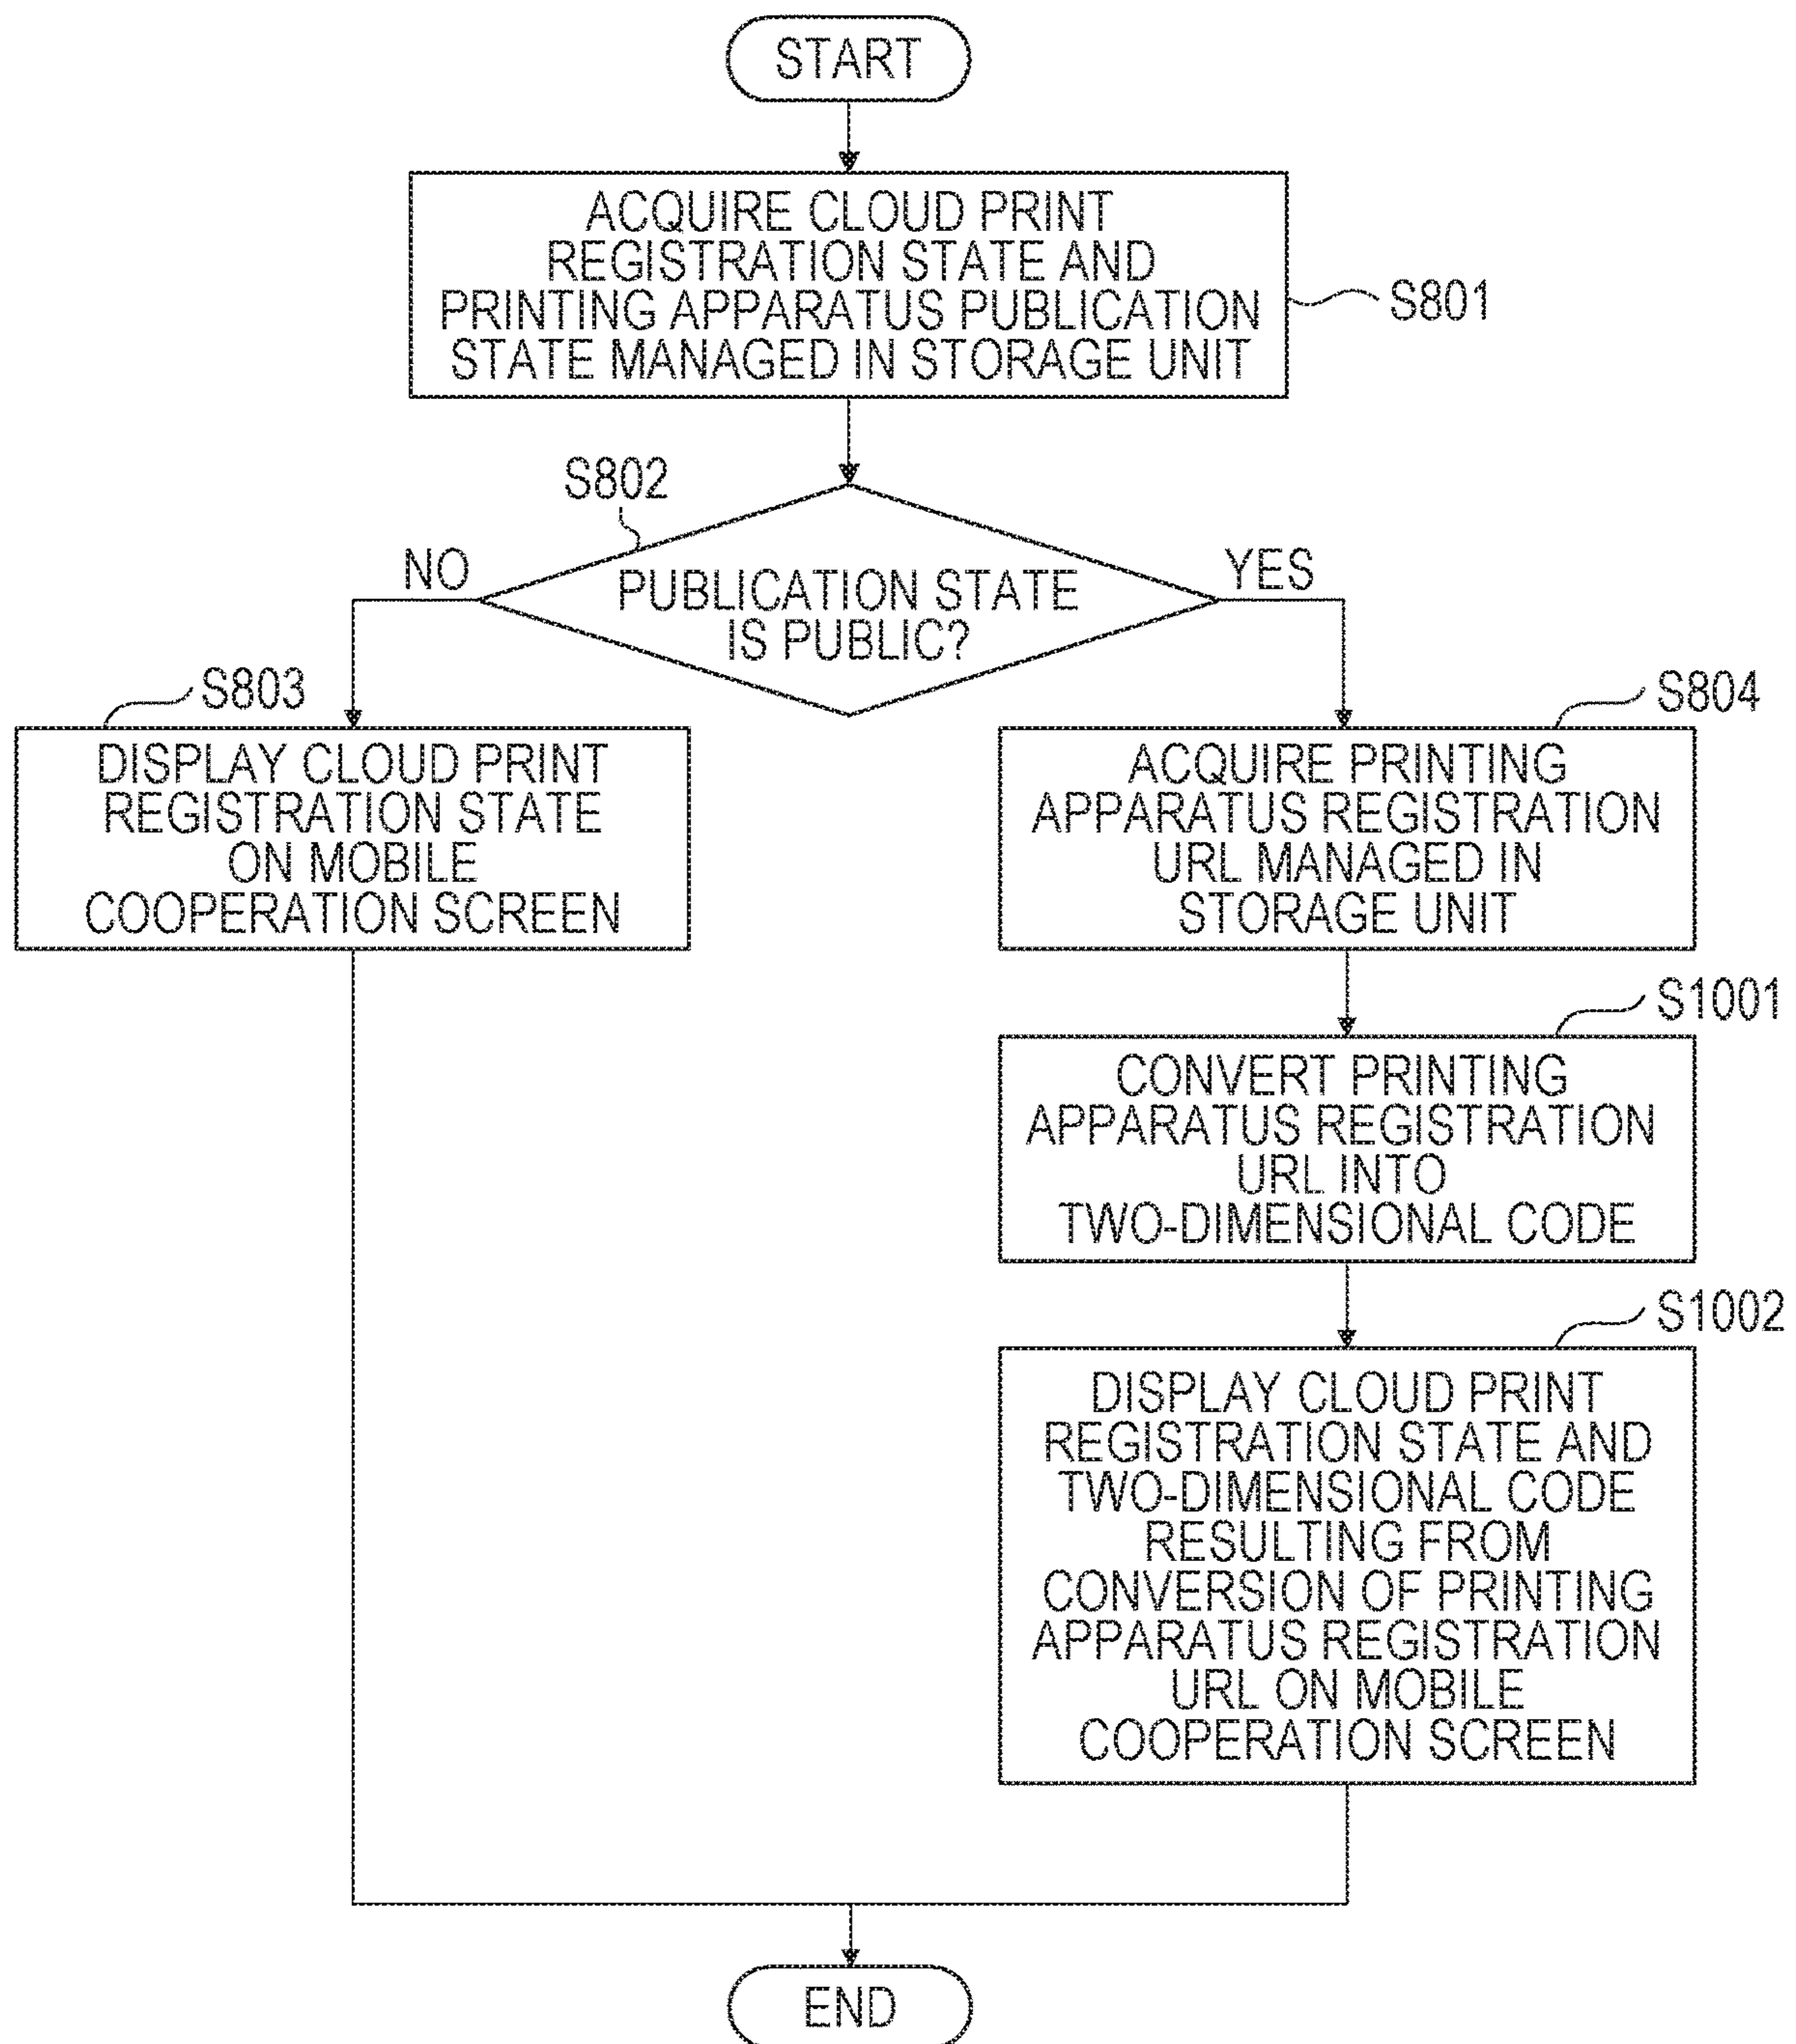 START
ACQUIRE CLOUD PRINT
REGISTRATION STATE AND
PRINTING APPARATUS PUBLICATION
STATE MANAGED IN STORAGE UNIT
S801
S802
NO
YES
PUBLICATION STATE
IS PUBLIC?
S803
DISPLAY CLOUD PRINT
REGISTRATION STATE
ON MOBILE
COOPERATION SCREEN
S804
ACQUIRE PRINTING
APPARATUS REGISTRATION
URL MANAGED IN
STORAGE UNIT
S1001
CONVERT PRINTING
APPARATUS REGISTRATION
URL INTO
TWO-DIMENSIONAL CODE
S1002
DISPLAY CLOUD PRINT
REGISTRATION STATE AND
TWO-DIMENSIONAL CODE
RESULTING FROM
CONVERSION OF PRINTING
APPARATUS REGISTRATION
URL ON MOBILE
COOPERATION SCREEN
END